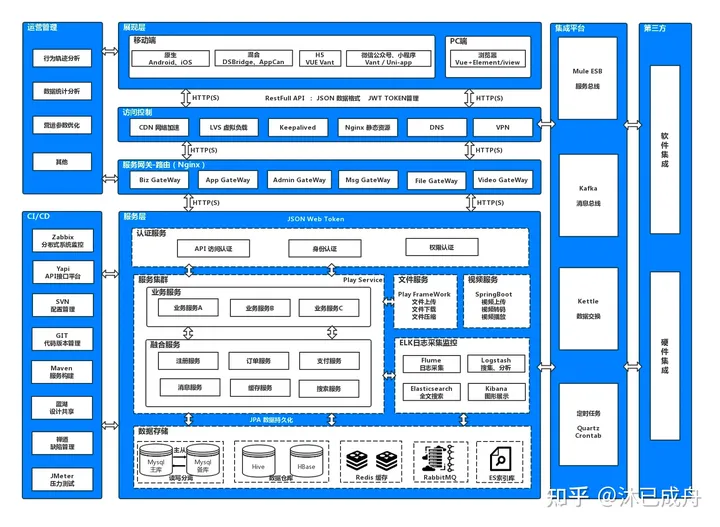 运营管理
行为轨迹分析
数据统计分析
营运参数优化
其他
展现层
移动端
原生
Android、iOS
混合
DSBridge、AppCan
H5
VUE Vant
微信公众号、小程序
Vant / Uni-app
PC端
浏览器
Vue+Element/iview
HTTP(S)
RestFull API ： JSON 数据格式 JWT TOKEN管理
HTTP(S)
访问控制
CDN 网络加速
LVS 虚拟负载
Keepalived
Nginx 静态资源
DNS
VPN
HTTP(S)
HTTP(S)
服务网关-路由（Nginx）
Biz GateWay
App GateWay
Admin GateWay
Msg GateWay
File GateWay
Video GateWay
HTTP(S)
HTTP(S)
CI/CD
Zabbix
分布式系统监控
Yapi
API接口平台
SVN
配置管理
GIT
代码版本管理
Maven
服务构建
蓝湖
设计共享
禅道
缺陷管理
JMeter
压力测试
服务层
JSON Web Token
认证服务
API 访问认证
身份认证
权限认证
服务集群
Play Service
业务服务
业务服务A
业务服务B
业务服务C
融合服务
注册服务
订单服务
支付服务
消息服务
缓存服务
搜索服务
文件服务
Play FrameWork
文件上传
文件下载
文件压缩
视频服务
SpringBoot
视频上传
视频转码
视频播放
ELK日志采集监控
Flume
日志采集
Logstash
搜集、分析
Elasticsearch
全文搜索
Kibana
图形展示
JPA 数据持久化
数据存储
Mysql
主库
主从
Mysql
备库
读写分离
Hive
HBase
数据仓库
Redis 缓存
RabbitMQ
ES索引库
集成平台
Mule ESB
服务总线
Kafka
消息总线
Kettle
数据交换
定时任务
Quartz
Crontab
第三方
软件集成
硬件集成
知乎 @沐已成舟